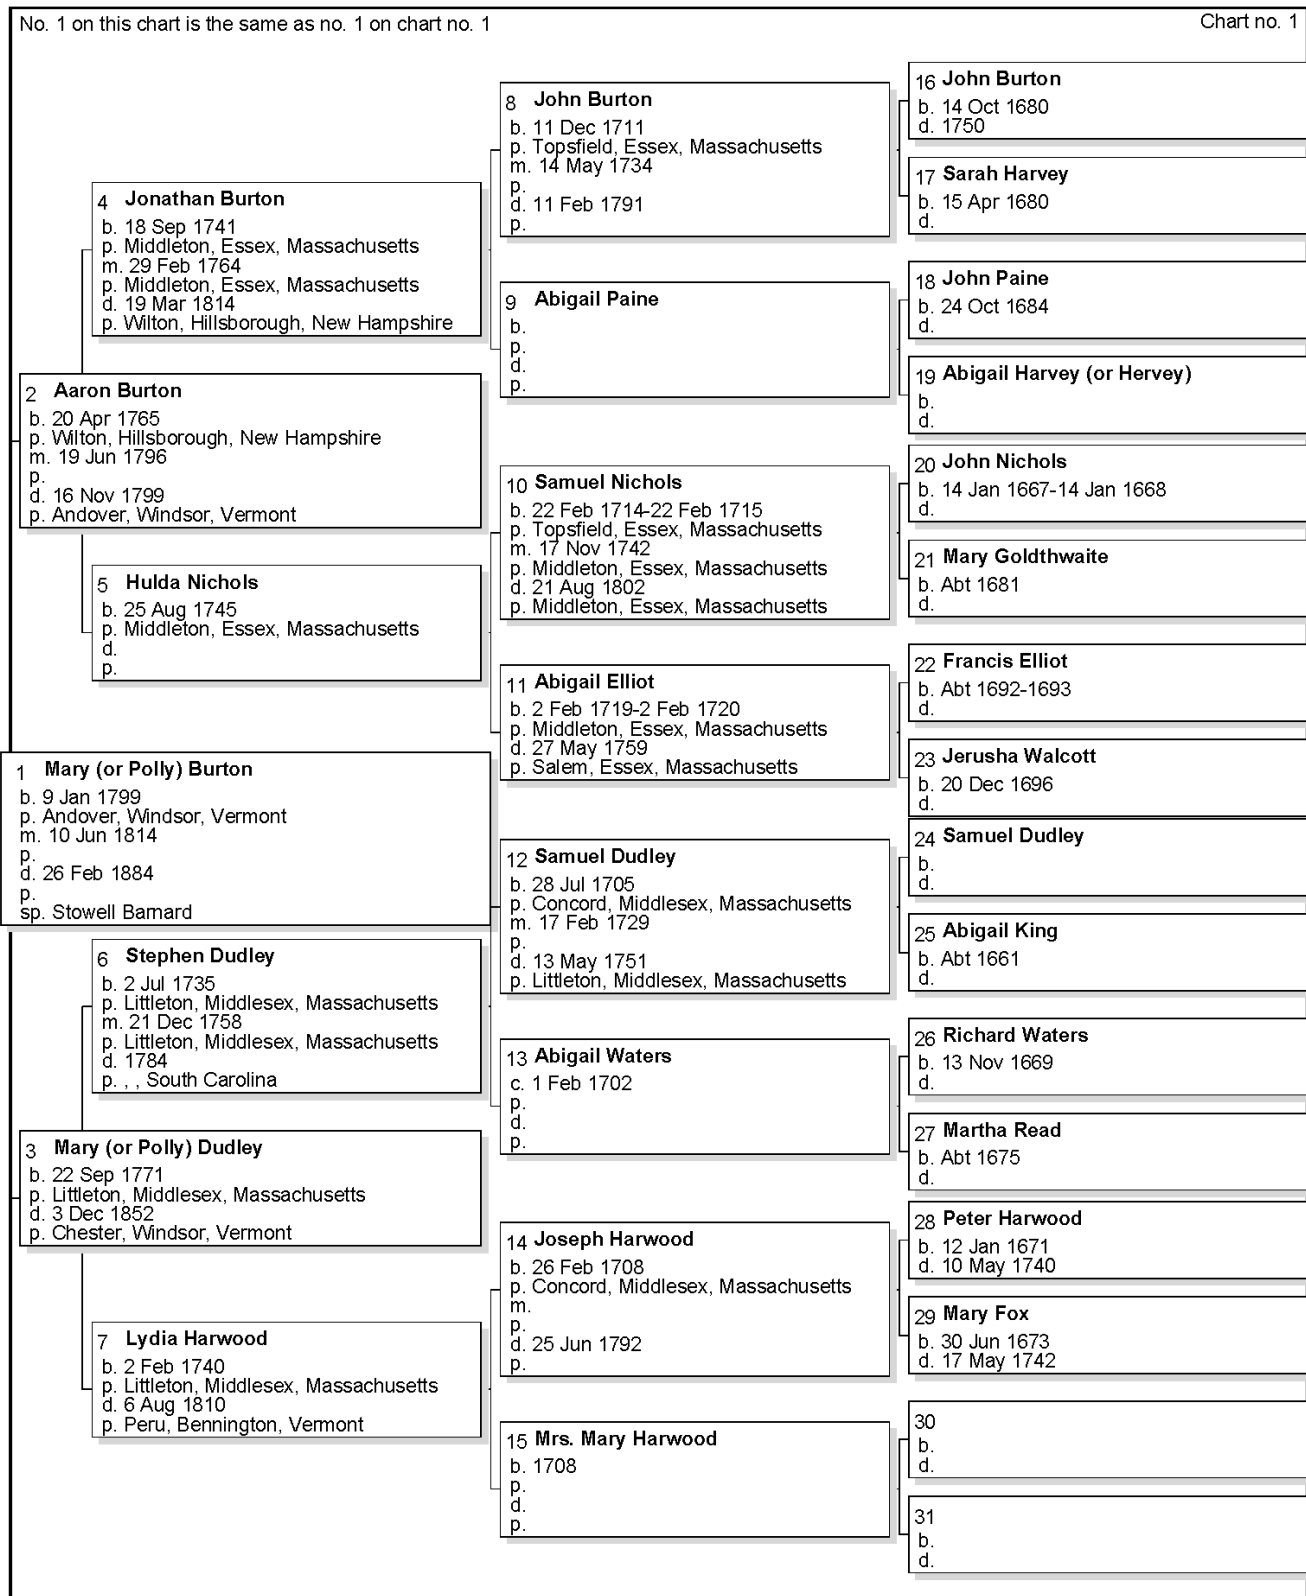 No. 1 on this chart is the same as no. 1 on chart no. 1
Chart no. 1
1 Mary (or Polly) Burton
b. 9 Jan 1799
p. Andover, Windsor, Vermont
m. 10 Jun 1814
p.
d. 26 Feb 1884
p.
sp. Stowell Barnard
2 Aaron Burton
b. 20 Apr 1765
p. Wilton, Hillsborough, New Hampshire
m. 19 Jun 1796
p.
d. 16 Nov 1799
p. Andover, Windsor, Vermont
3 Mary (or Polly) Dudley
b. 22 Sep 1771
p. Littleton, Middlesex, Massachusetts
d. 3 Dec 1852
p. Chester, Windsor, Vermont
4 Jonathan Burton
b. 18 Sep 1741
p. Middleton, Essex, Massachusetts
m. 29 Feb 1764
p. Middleton, Essex, Massachusetts
d. 19 Mar 1814
p. Wilton, Hillsborough, New Hampshire
5 Hulda Nichols
b. 25 Aug 1745
p. Middleton, Essex, Massachusetts
d.
p.
6 Stephen Dudley
b. 2 Jul 1735
p. Littleton, Middlesex, Massachusetts
m. 21 Dec 1758
p. Littleton, Middlesex, Massachusetts
d. 1784
p. , , South Carolina
7 Lydia Harwood
b. 2 Feb 1740
p. Littleton, Middlesex, Massachusetts
d. 6 Aug 1810
p. Peru, Bennington, Vermont
8 John Burton
b. 11 Dec 1711
p. Topsfield, Essex, Massachusetts
m. 14 May 1734
p.
d. 11 Feb 1791
p.
9 Abigail Paine
b.
p.
d.
p.
10 Samuel Nichols
b. 22 Feb 1714-22 Feb 1715
p. Topsfield, Essex, Massachusetts
m. 17 Nov 1742
p. Middleton, Essex, Massachusetts
d. 21 Aug 1802
p. Middleton, Essex, Massachusetts
11 Abigail Elliot
b. 2 Feb 1719-2 Feb 1720
p. Middleton, Essex, Massachusetts
d. 27 May 1759
p. Salem, Essex, Massachusetts
12 Samuel Dudley
b. 28 Jul 1705
p. Concord, Middlesex, Massachusetts
m. 17 Feb 1729
p.
d. 13 May 1751
p. Littleton, Middlesex, Massachusetts
13 Abigail Waters
c. 1 Feb 1702
p.
d.
p.
14 Joseph Harwood
b. 26 Feb 1708
p. Concord, Middlesex, Massachusetts
m.
p.
d. 25 Jun 1792
p.
15 Mrs. Mary Harwood
b. 1708
p.
d.
p.
16 John Burton
b. 14 Oct 1680
d. 1750
17 Sarah Harvey
b. 15 Apr 1680
d.
18 John Paine
b. 24 Oct 1684
d.
19 Abigail Harvey (or Hervey)
b.
d.
20 John Nichols
b. 14 Jan 1667-14 Jan 1668
d.
21 Mary Goldthwaite
b. Abt 1681
d.
22 Francis Elliot
b. Abt 1692-1693
d.
23 Jerusha Walcott
b. 20 Dec 1696
d.
24 Samuel Dudley
b.
d.
25 Abigail King
b. Abt 1661
d.
26 Richard Waters
b. 13 Nov 1669
d.
27 Martha Read
b. Abt 1675
d.
28 Peter Harwood
b. 12 Jan 1671
d. 10 May 1740
29 Mary Fox
b. 30 Jun 1673
d. 17 May 1742
30
b.
d.
31
b.
d.